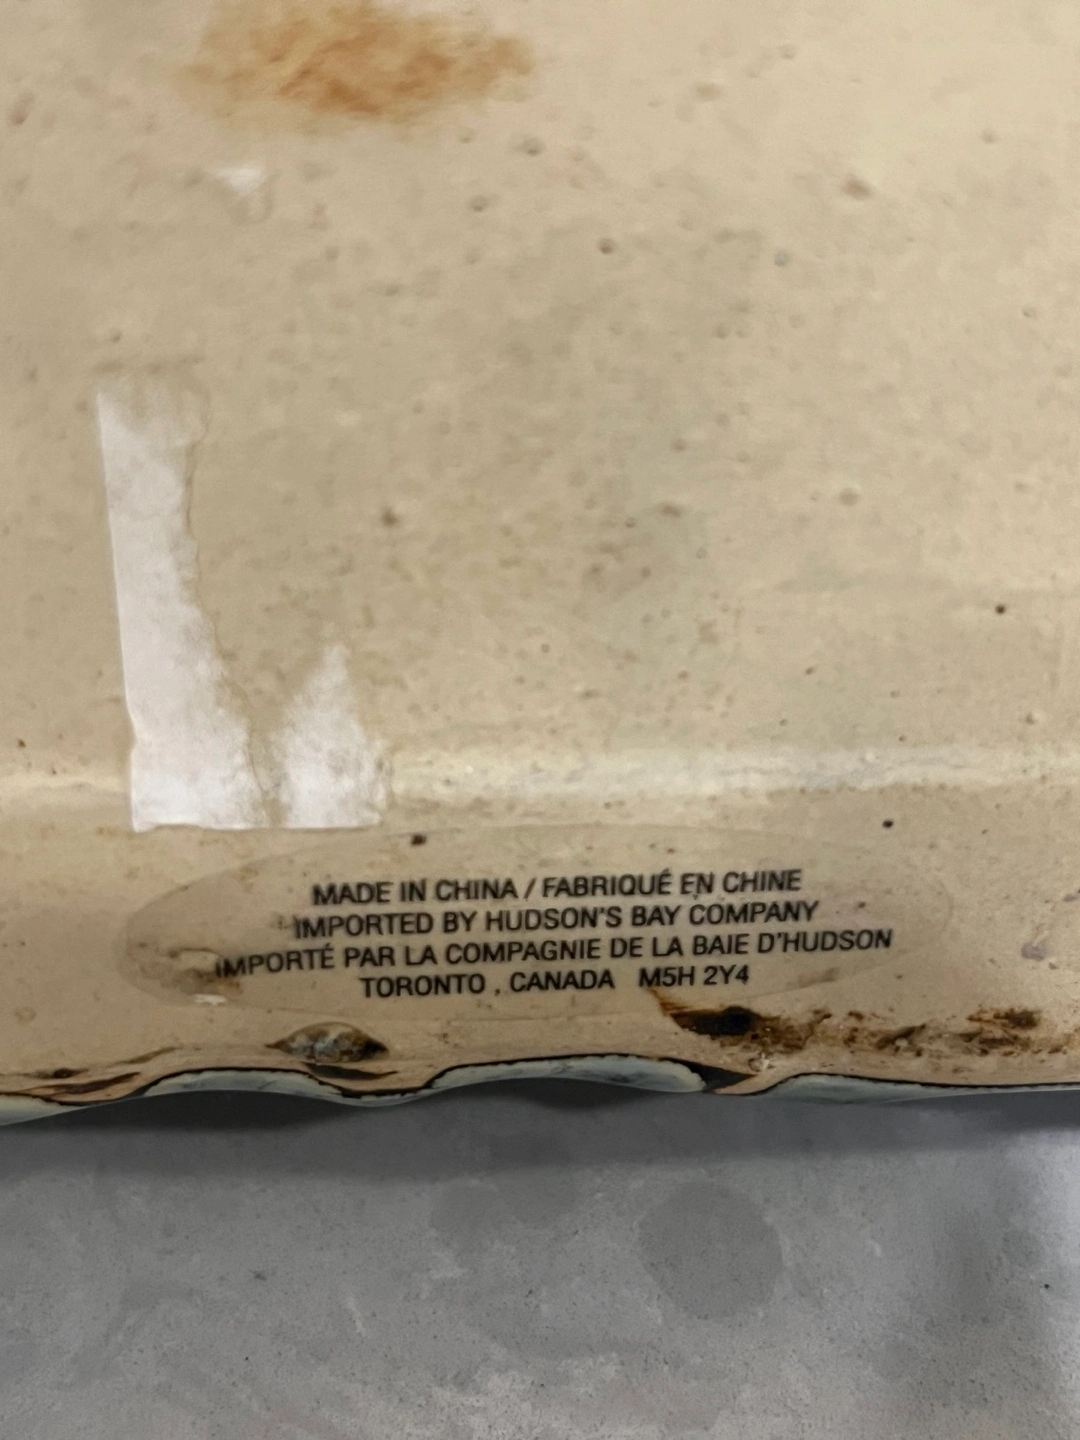 MADE IN CHINA / FABRIQUÉ EN CHINE
IMPORTED BY HUDSON'S BAY COMPANY
IMPORTÉ PAR LA COMPAGNIE DE LA BAIE D'HUDSON
TORONTO , CANADA M5H 2Y4